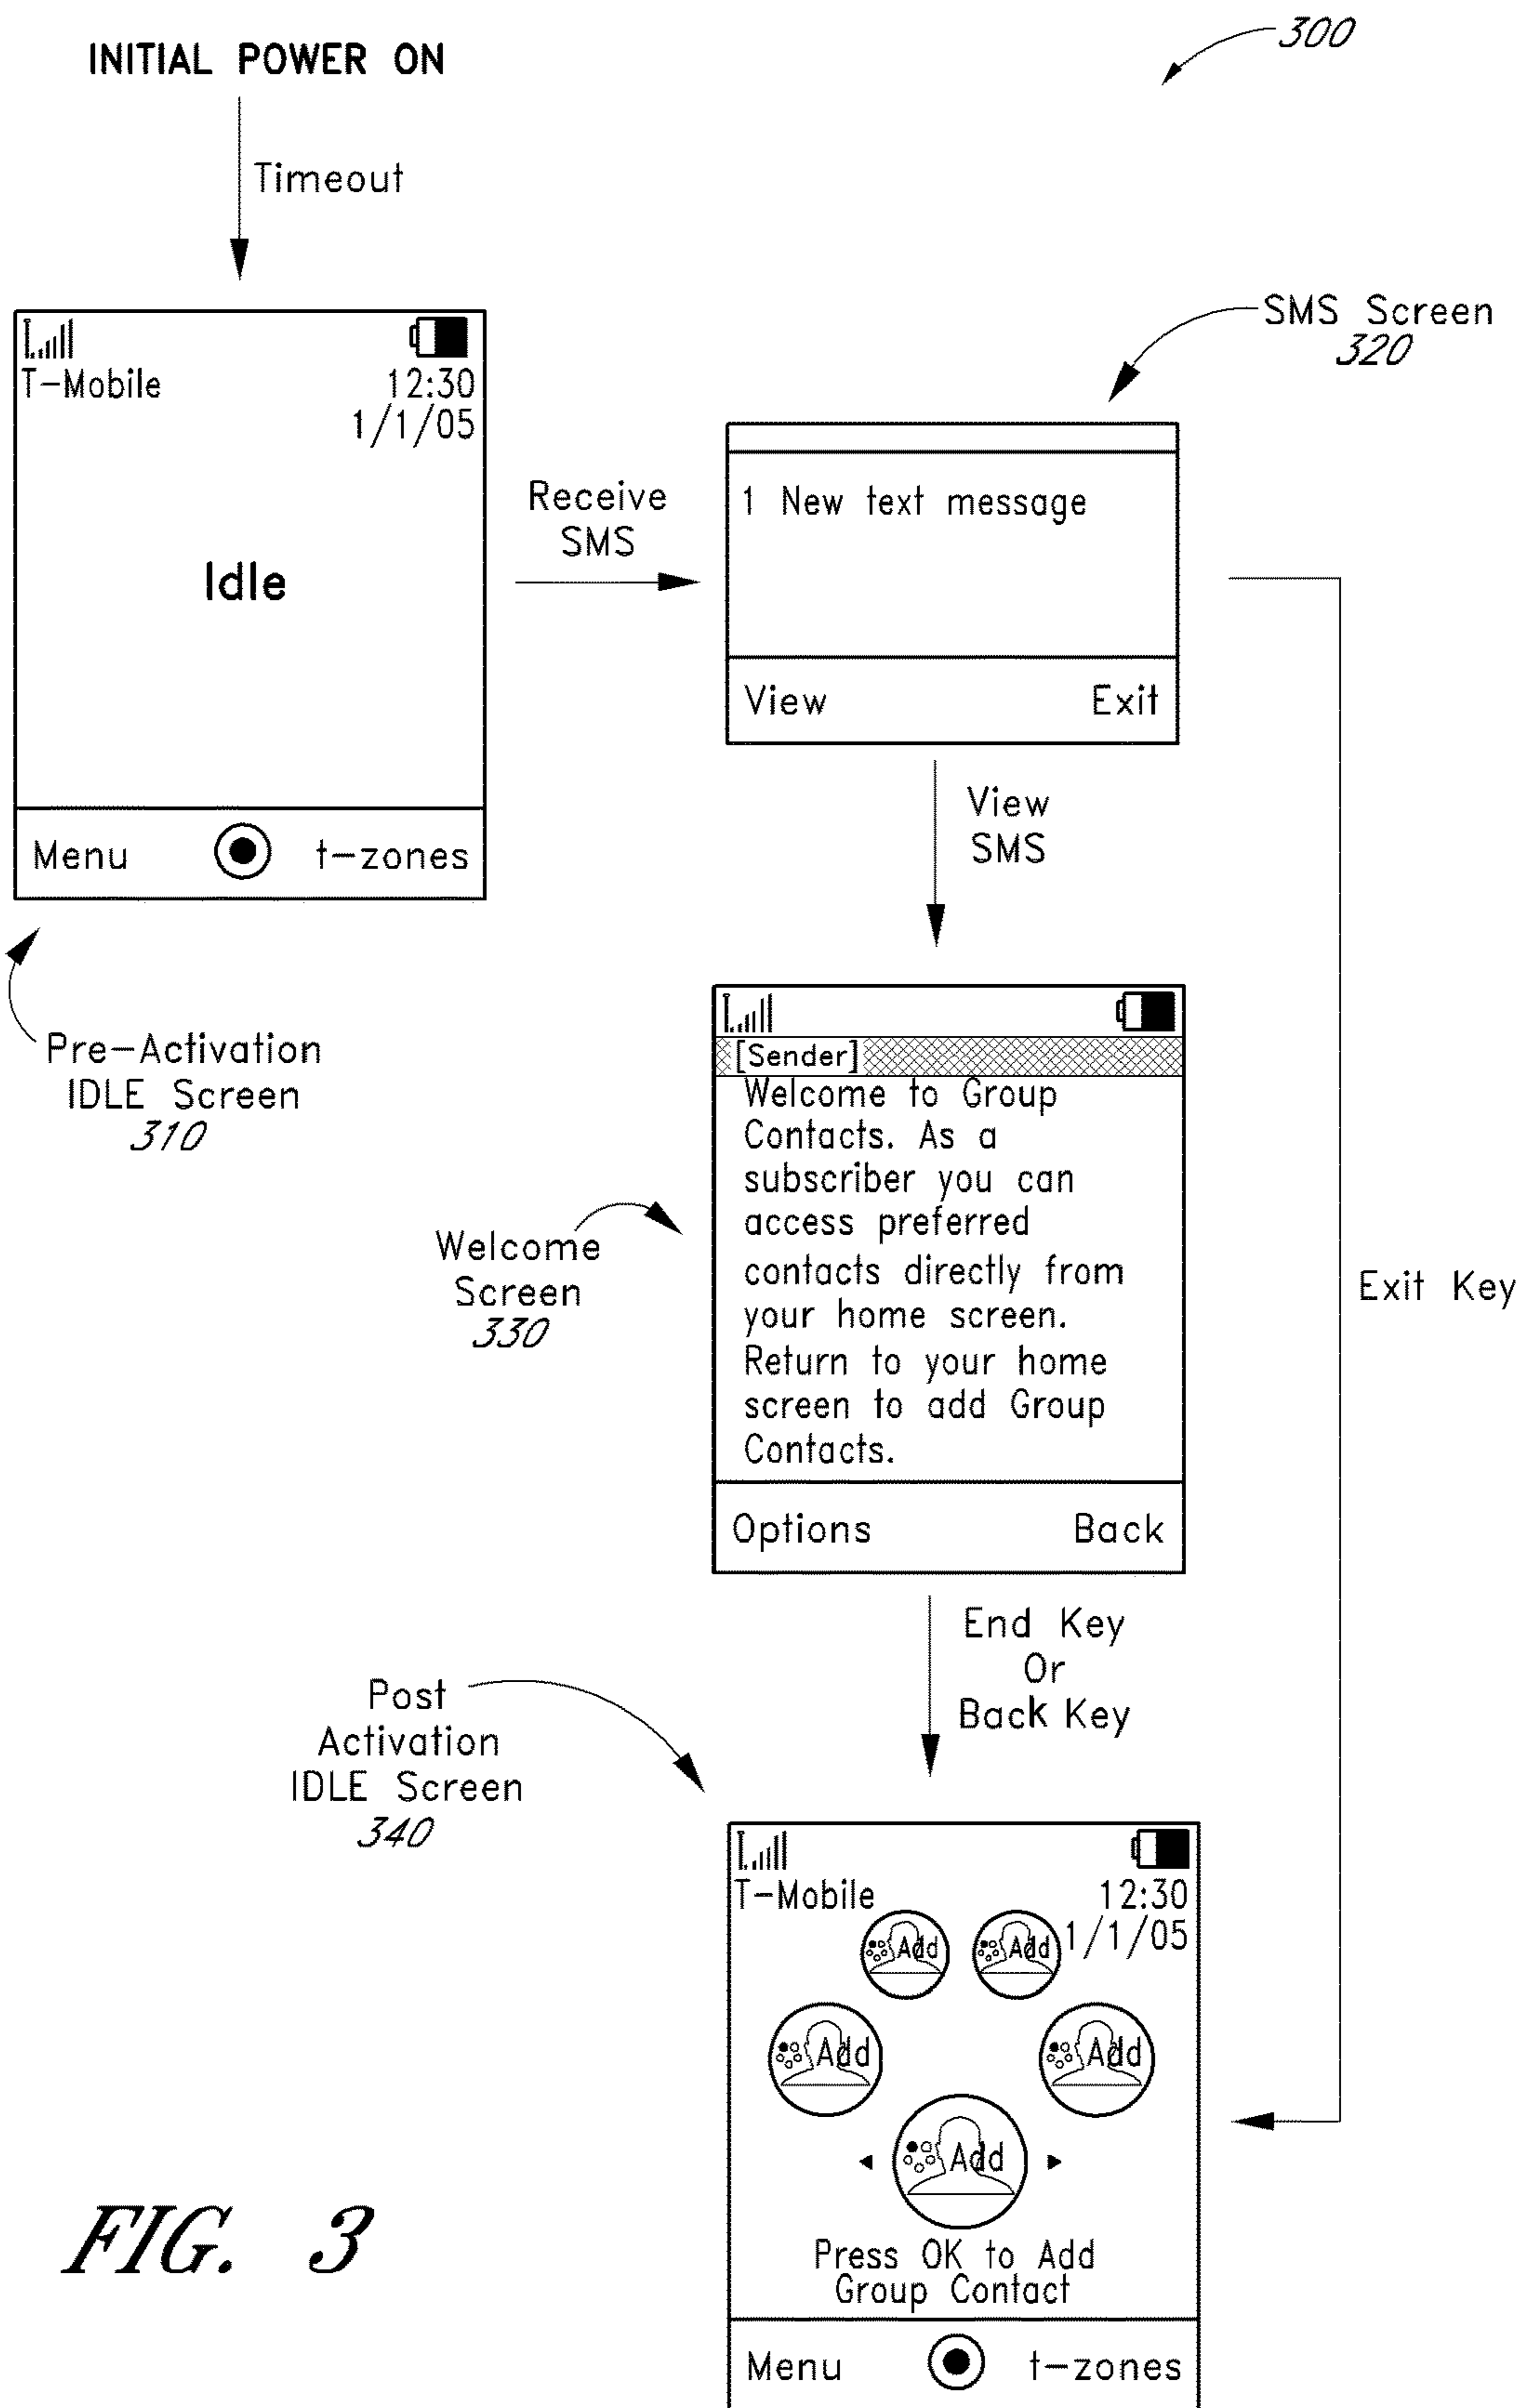 300
INITIAL POWER ON
Timeout
T-Mobile
12:30
1/1/05
Idle
Menu
t-zones
Pre-Activation
IDLE Screen
310
Receive
SMS
SMS Screen
320
1 New text message
View
Exit
View
SMS
Exit Key
Welcome
Screen
330
[Sender]
Welcome to Group
Contacts. As a
subscriber you can
access preferred
contacts directly from
your home screen.
Return to your home
screen to add Group
Contacts.
Options
Back
End Key
Or
Back Key
Post
Activation
IDLE Screen
340
T-Mobile
12:30
1/1/05
Add
Add
Add
Add
Add
Press OK to Add
Group Contact
Menu
t-zones
FIG. 3